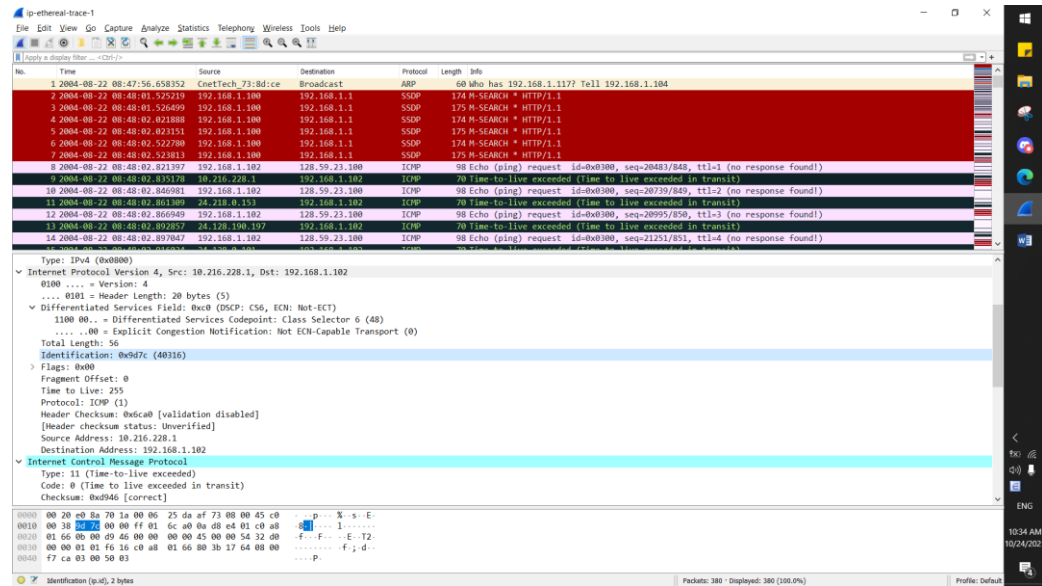 ip-ethereal-trace-1
File Edit View Go Capture Analyze Statistics Telephony Wireless Tools Help
Apply a display filter ... <Ctrl-/>
No. Time Source Destination Protocol Length Info
1 2004-08-22 08:47:56.658352 CnetTech_73:8d:ce Broadcast ARP 60 Who has 192.168.1.117? Tell 192.168.1.104
2 2004-08-22 08:48:01.525219 192.168.1.100 192.168.1.1 SSDP 174 M-SEARCH * HTTP/1.1
3 2004-08-22 08:48:01.526499 192.168.1.100 192.168.1.1 SSDP 175 M-SEARCH * HTTP/1.1
4 2004-08-22 08:48:02.021888 192.168.1.100 192.168.1.1 SSDP 174 M-SEARCH * HTTP/1.1
5 2004-08-22 08:48:02.023151 192.168.1.100 192.168.1.1 SSDP 175 M-SEARCH * HTTP/1.1
6 2004-08-22 08:48:02.522780 192.168.1.100 192.168.1.1 SSDP 174 M-SEARCH * HTTP/1.1
7 2004-08-22 08:48:02.523813 192.168.1.100 192.168.1.1 SSDP 175 M-SEARCH * HTTP/1.1
8 2004-08-22 08:48:02.821397 192.168.1.102 128.59.23.100 ICMP 98 Echo (ping) request id=0x0300, seq=20483/848, ttl=1 (no response found!)
9 2004-08-22 08:48:02.835178 10.216.228.1 192.168.1.102 ICMP 70 Time-to-live exceeded (Time to live exceeded in transit)
10 2004-08-22 08:48:02.846981 192.168.1.102 128.59.23.100 ICMP 98 Echo (ping) request id=0x0300, seq=20739/849, ttl=2 (no response found!)
11 2004-08-22 08:48:02.861309 24.218.0.153 192.168.1.102 ICMP 70 Time-to-live exceeded (Time to live exceeded in transit)
12 2004-08-22 08:48:02.866949 192.168.1.102 128.59.23.100 ICMP 98 Echo (ping) request id=0x0300, seq=20995/850, ttl=3 (no response found!)
13 2004-08-22 08:48:02.892857 24.128.190.197 192.168.1.102 ICMP 70 Time-to-live exceeded (Time to live exceeded in transit)
14 2004-08-22 08:48:02.897047 192.168.1.102 128.59.23.100 ICMP 98 Echo (ping) request id=0x0300, seq=21251/851, ttl=4 (no response found!)
Type: IPv4 (0x0800)
Internet Protocol Version 4, Src: 10.216.228.1, Dst: 192.168.1.102
0100 .... = Version: 4
.... 0101 = Header Length: 20 bytes (5)
Differentiated Services Field: 0xc0 (DSCP: CS6, ECN: Not-ECT)
1100 00.. = Differentiated Services Codepoint: Class Selector 6 (48)
.... ..00 = Explicit Congestion Notification: Not ECN-Capable Transport (0)
Total Length: 56
Identification: 0x9d7c (40316)
Flags: 0x00
Fragment Offset: 0
Time to Live: 255
Protocol: ICMP (1)
Header Checksum: 0x6ca0 [validation disabled]
[Header checksum status: Unverified]
Source Address: 10.216.228.1
Destination Address: 192.168.1.102
Internet Control Message Protocol
Type: 11 (Time-to-live exceeded)
Code: 0 (Time to live exceeded in transit)
Checksum: 0xd946 [correct]
0000 00 20 e0 8a 70 1a 00 06 25 da af 73 08 00 45 c0 · ··p··· %··s··E·
0010 00 38 9d 7c 00 00 ff 01 6c a0 0a d8 e4 01 c0 a8 ·8·|···· l·······
0020 01 66 0b 00 d9 46 00 00 00 00 45 00 00 54 32 d0 ·f···F·· ··E··T2·
0030 00 00 01 01 f6 16 c0 a8 01 66 80 3b 17 64 08 00 ········ ·f·;·d··
0040 f7 ca 03 00 50 03 ····P·
Identification (ip.id), 2 bytes
Packets: 380 · Displayed: 380 (100.0%)
Profile: Default
ENG
10:34 AM
10/24/202